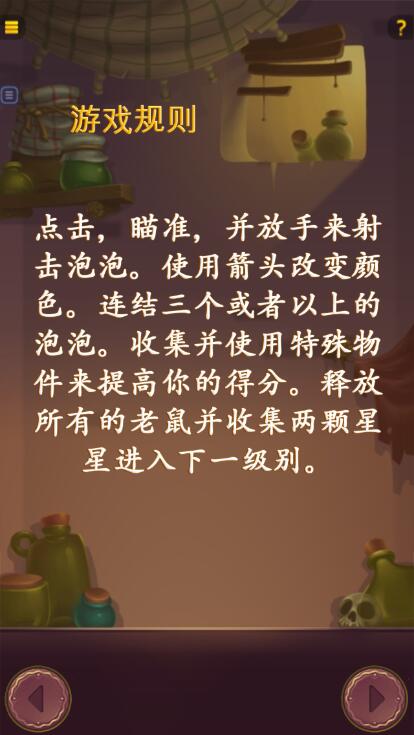 ?
游戏规则
点击，瞄准，并放手来射
击泡泡。使用箭头改变颜
色。连结三个或者以上的
泡泡。收集并使用特殊物
件来提高你的得分。释放
所有的老鼠并收集两颗星
星进入下一级别。